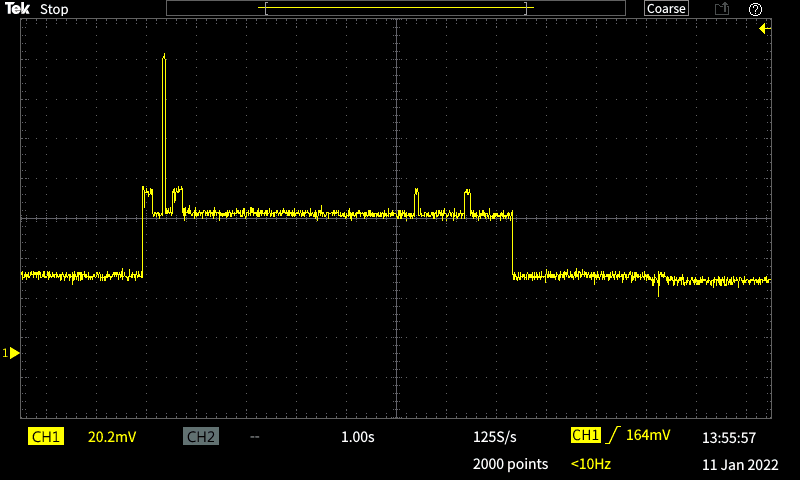 Tek Stop Coarse ?
1
CH1 20.2mV CH2 -- 1.00s 125S/s CH1 164mV 13:55:57
2000 points <10Hz 11 Jan 2022